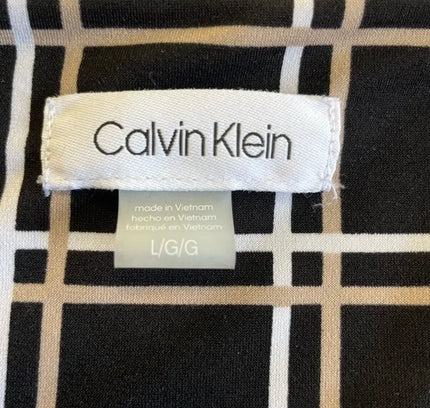 Calvin Klein
made in Vietnam
hecho en Vietnam
fabriqué en Vietnam
L/G/G